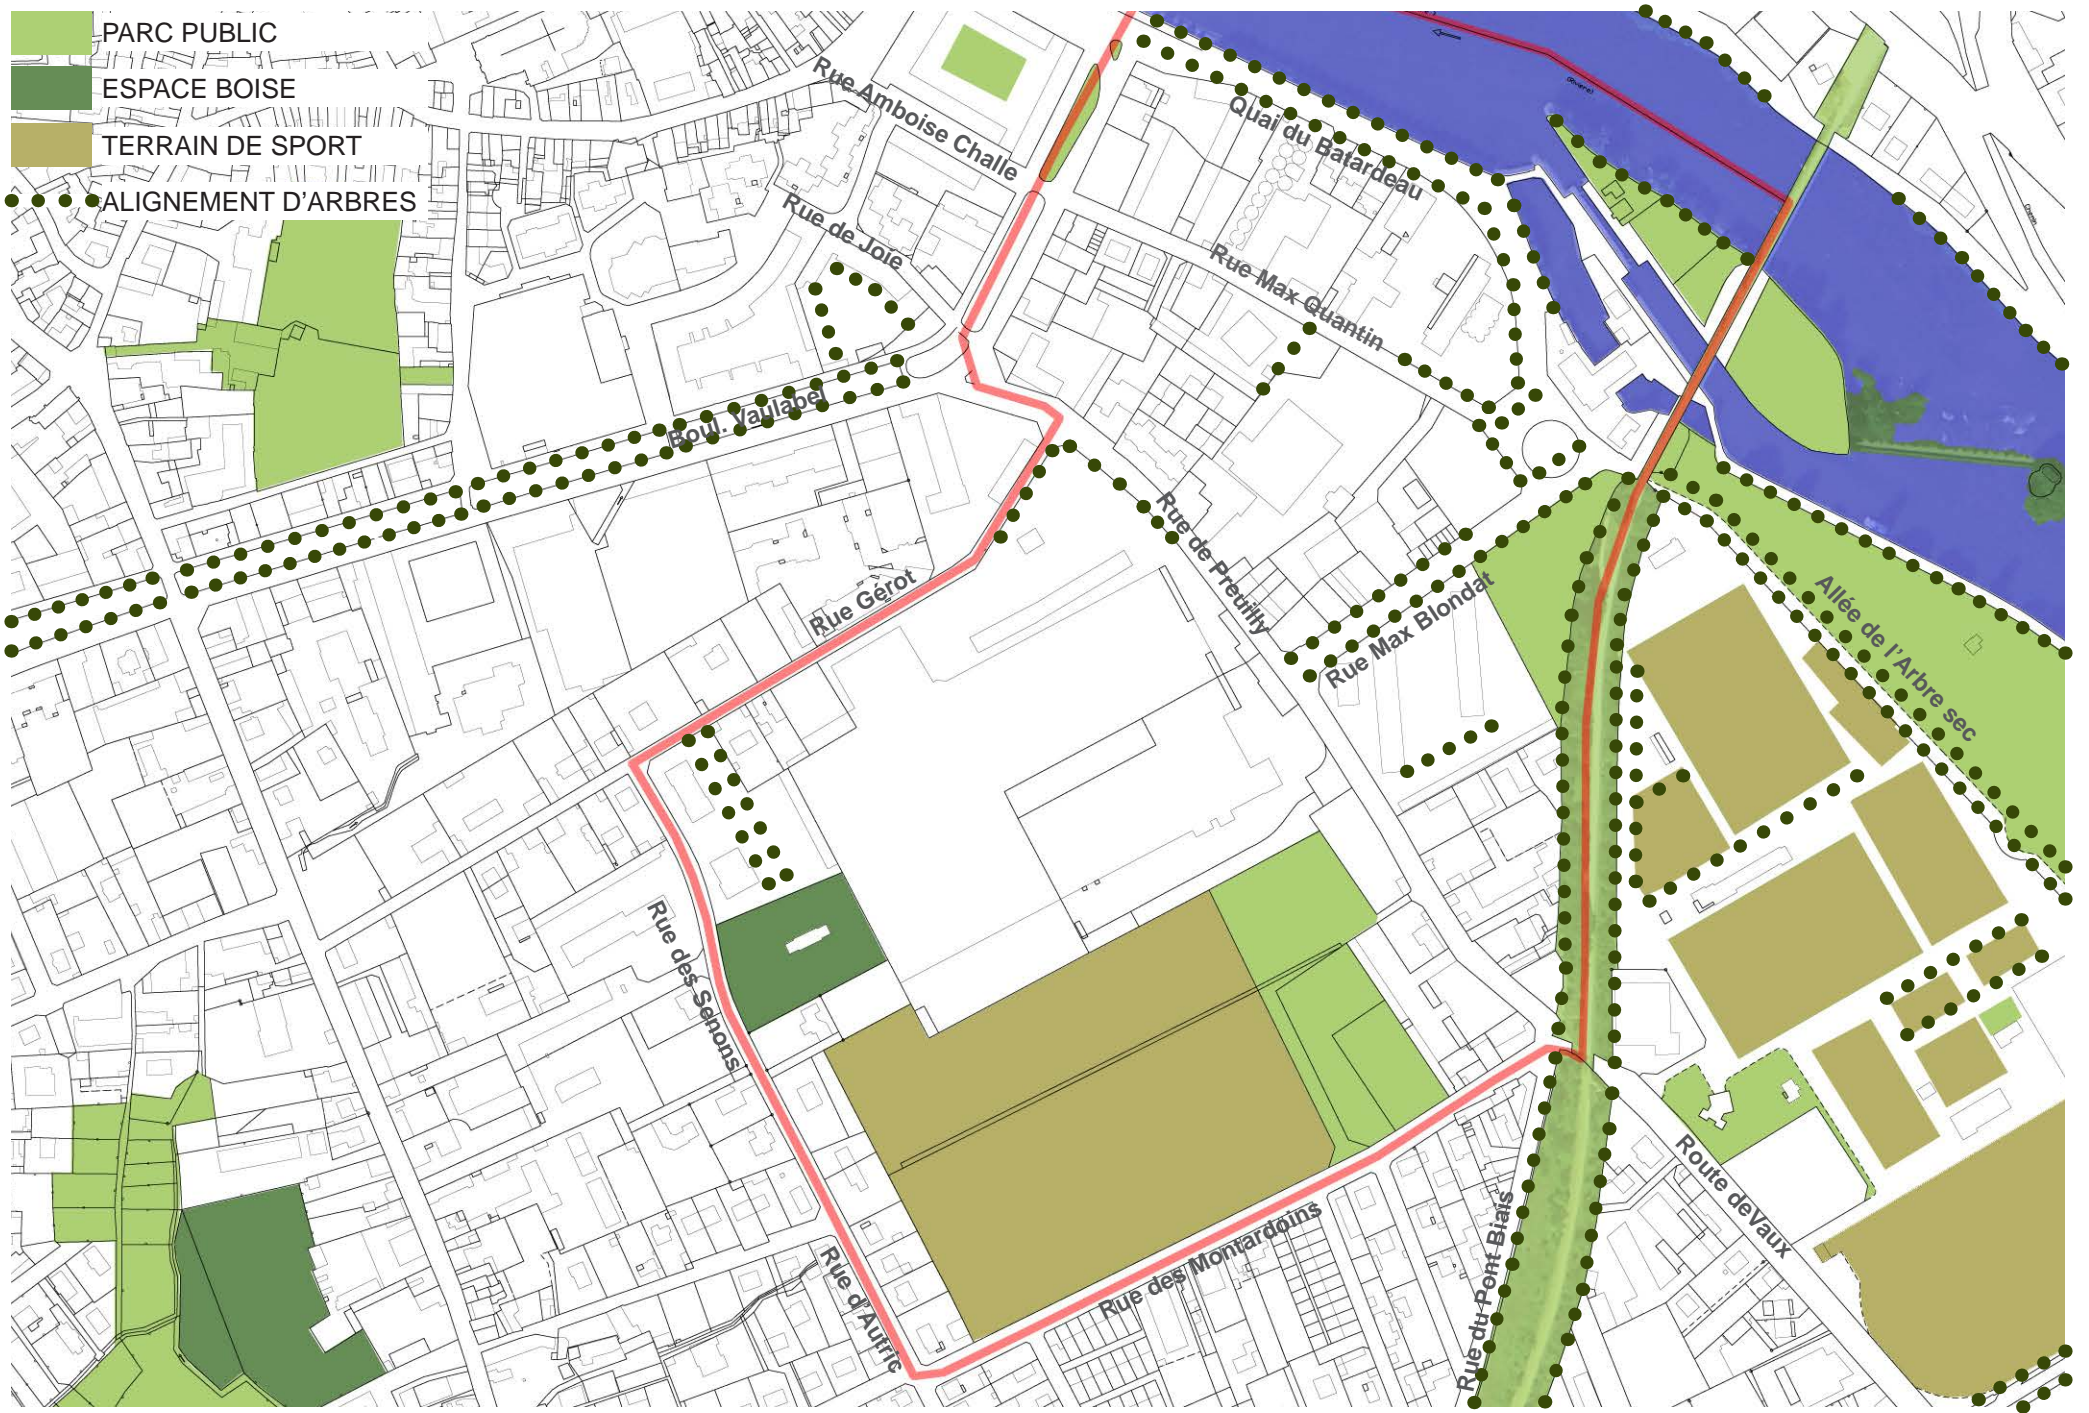 PARC PUBLIC
ESPACE BOISE
TERRAIN DE SPORT
ALIGNEMENT D'ARBRES
Rue Amboise Challe
Quai du Batardeau
Rue de Joie
Rue Max Quantin
Boul. Vaulabel
Rue de Preuilly
Rue Gérot
Rue Max Blondat
Allée de l'Arbre sec
Rue des Senons
Route deVaux
Rue des Montardoins
Rue du Pont Biais
Rue d'Autric